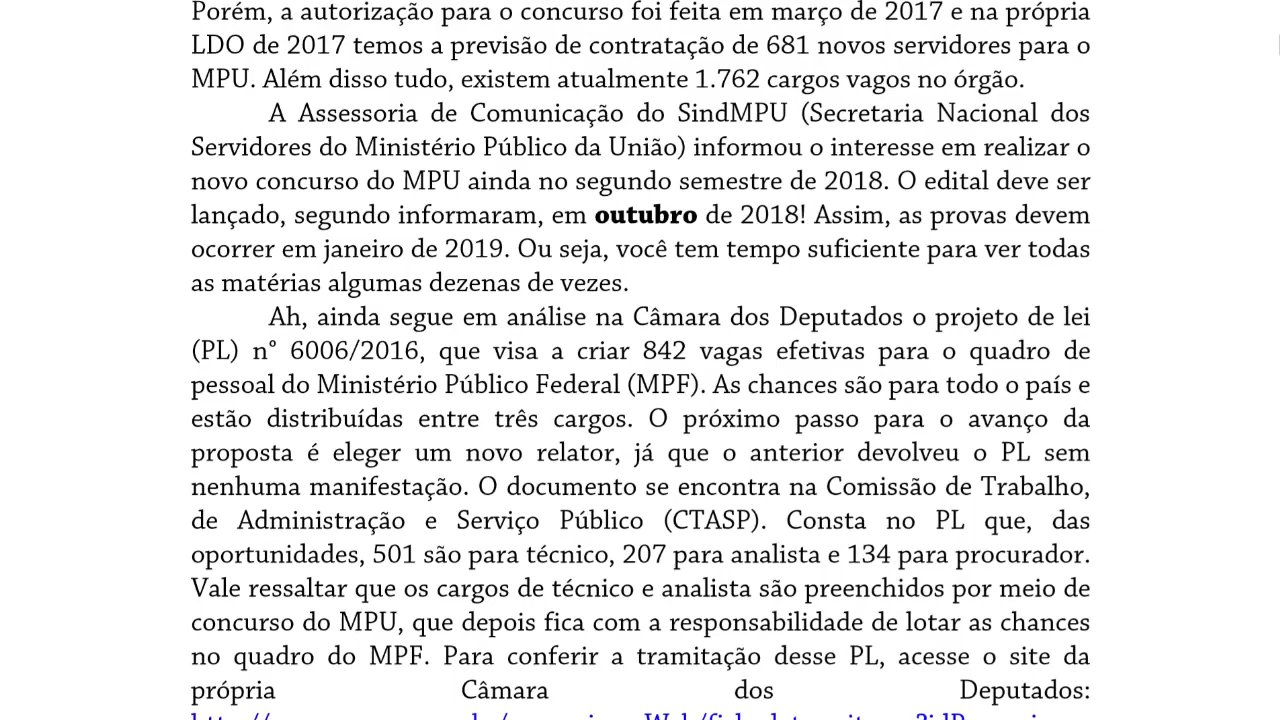 Porém, a autorização para o concurso foi feita em março de 2017 e na própria
LDO de 2017 temos a previsão de contratação de 681 novos servidores para o
MPU. Além disso tudo, existem atualmente 1.762 cargos vagos no órgão.
A Assessoria de Comunicação do SindMPU (Secretaria Nacional dos
Servidores do Ministério Público da União) informou o interesse em realizar o
novo concurso do MPU ainda no segundo semestre de 2018. O edital deve ser
lançado, segundo informaram, em outubro de 2018! Assim, as provas devem
ocorrer em janeiro de 2019. Ou seja, você tem tempo suficiente para ver todas
as matérias algumas dezenas de vezes.
Ah, ainda segue em análise na Câmara dos Deputados o projeto de lei
(PL) n° 6006/2016, que visa a criar 842 vagas efetivas para o quadro de
pessoal do Ministério Público Federal (MPF). As chances são para todo o país e
estão distribuídas entre três cargos. O próximo passo para o avanço da
proposta é eleger um novo relator, já que o anterior devolveu o PL sem
nenhuma manifestação. O documento se encontra na Comissão de Trabalho,
de Administração e Serviço Público (CTASP). Consta no PL que, das
oportunidades, 501 são para técnico, 207 para analista e 134 para procurador.
Vale ressaltar que os cargos de técnico e analista são preenchidos por meio de
concurso do MPU, que depois fica com a responsabilidade de lotar as chances
no quadro do MPF. Para conferir a tramitação desse PL, acesse o site da
própria Câmara dos Deputados: